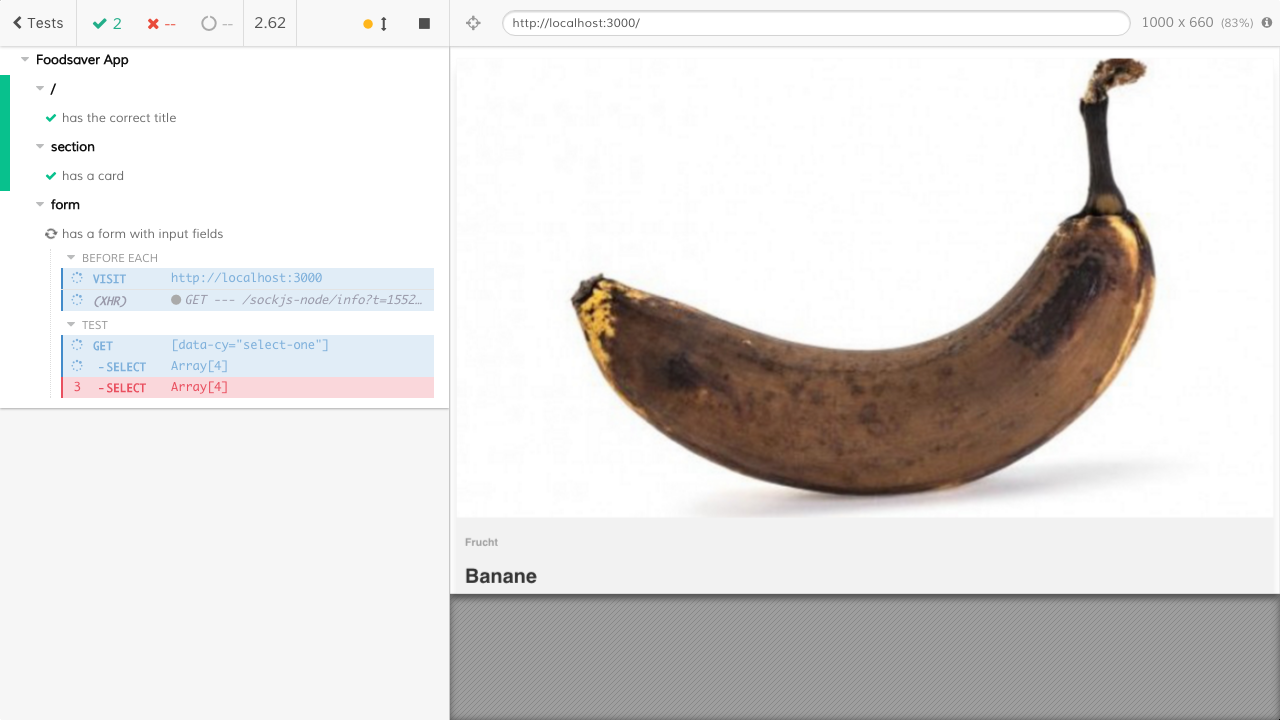 Tests
2
--
--
2.62
http://localhost:3000/
1000 x 660 (83%)
Foodsaver App
/
has the correct title
section
has a card
form
has a form with input fields
BEFORE EACH
VISIT http://localhost:3000
(XHR) GET --- /sockjs-node/info?t=1552…
TEST
GET [data-cy="select-one"]
-SELECT Array[4]
3 -SELECT Array[4]
Frucht
Banane